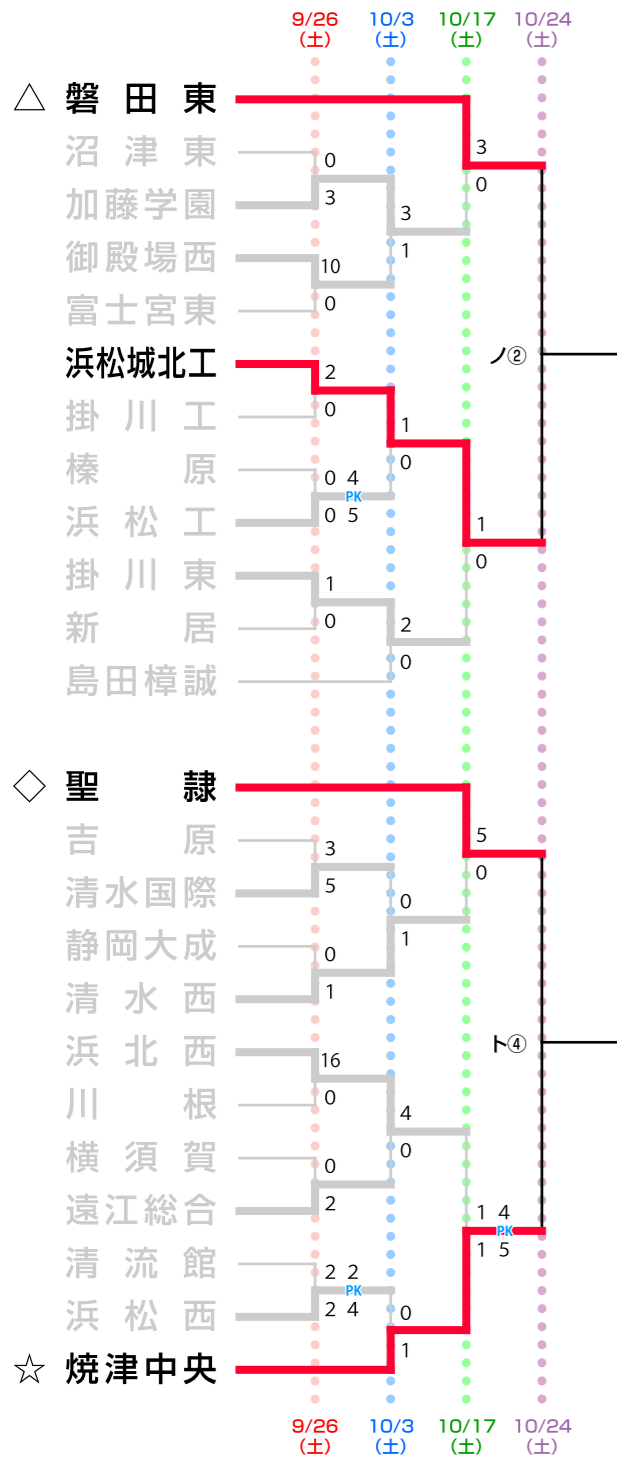 9/26 10/3 10/17 10/24
(土) (土) (土) (土)
△ 磐田東
沼津東
0
加藤学園
3
3
御殿場西
10
1
富士宮東
0
3
0
浜松城北工
2
ノ②
掛川工
0
1
榛原
0 4
0
PK
浜松工
0 5
1
掛川東
1
0
新居
0
2
島田樟誠
0
◇ 聖隷
吉原
3
5
清水国際
5
0
0
静岡大成
0
1
清水西
1
浜北西
16
ト④
川根
0
4
横須賀
0
0
遠江総合
2
1 4
PK
1 5
清流館
2 2
PK
浜松西
2 4
0
☆ 焼津中央
1
9/26 10/3 10/17 10/24
(土) (土) (土) (土)